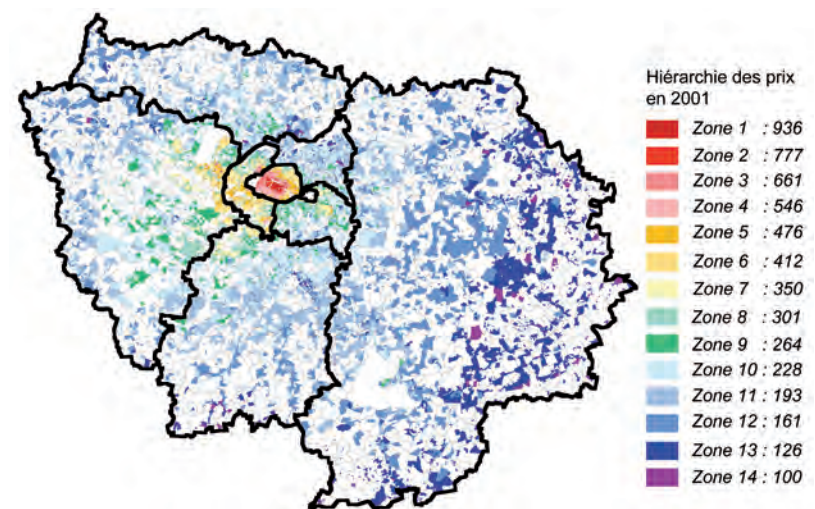 Hiérarchie des prix
en 2001
Zone 1 : 936
Zone 2 : 777
Zone 3 : 661
Zone 4 : 546
Zone 5 : 476
Zone 6 : 412
Zone 7 : 350
Zone 8 : 301
Zone 9 : 264
Zone 10 : 228
Zone 11 : 193
Zone 12 : 161
Zone 13 : 126
Zone 14 : 100